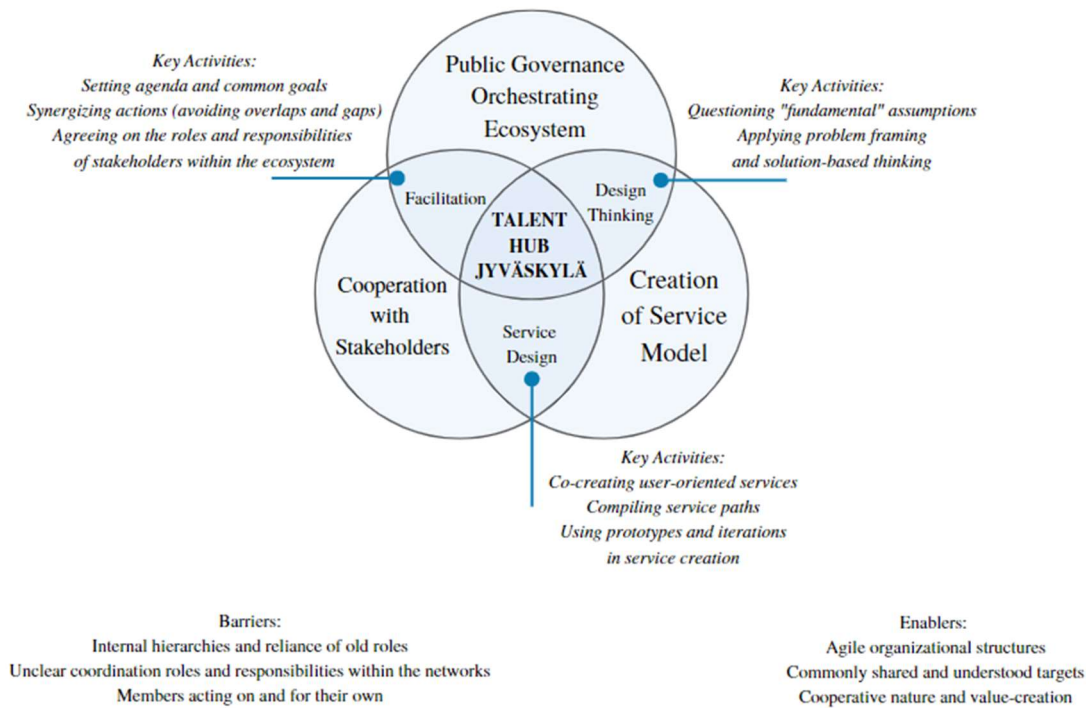 Key Activities:
Setting agenda and common goals
Synergizing actions (avoiding overlaps and gaps)
Agreeing on the roles and responsibilities
of stakeholders within the ecosystem
Public Governance
Orchestrating
Ecosystem
Key Activities:
Questioning "fundamental" assumptions
Applying problem framing
and solution-based thinking
Facilitation
Design
Thinking
TALENT
HUB
JYVÄSKYLÄ
Cooperation
with
Stakeholders
Creation
of Service
Model
Service
Design
Key Activities:
Co-creating user-oriented services
Compiling service paths
Using prototypes and iterations
in service creation
Barriers:
Internal hierarchies and reliance of old roles
Unclear coordination roles and responsibilities within the networks
Members acting on and for their own
Enablers:
Agile organizational structures
Commonly shared and understood targets
Cooperative nature and value-creation